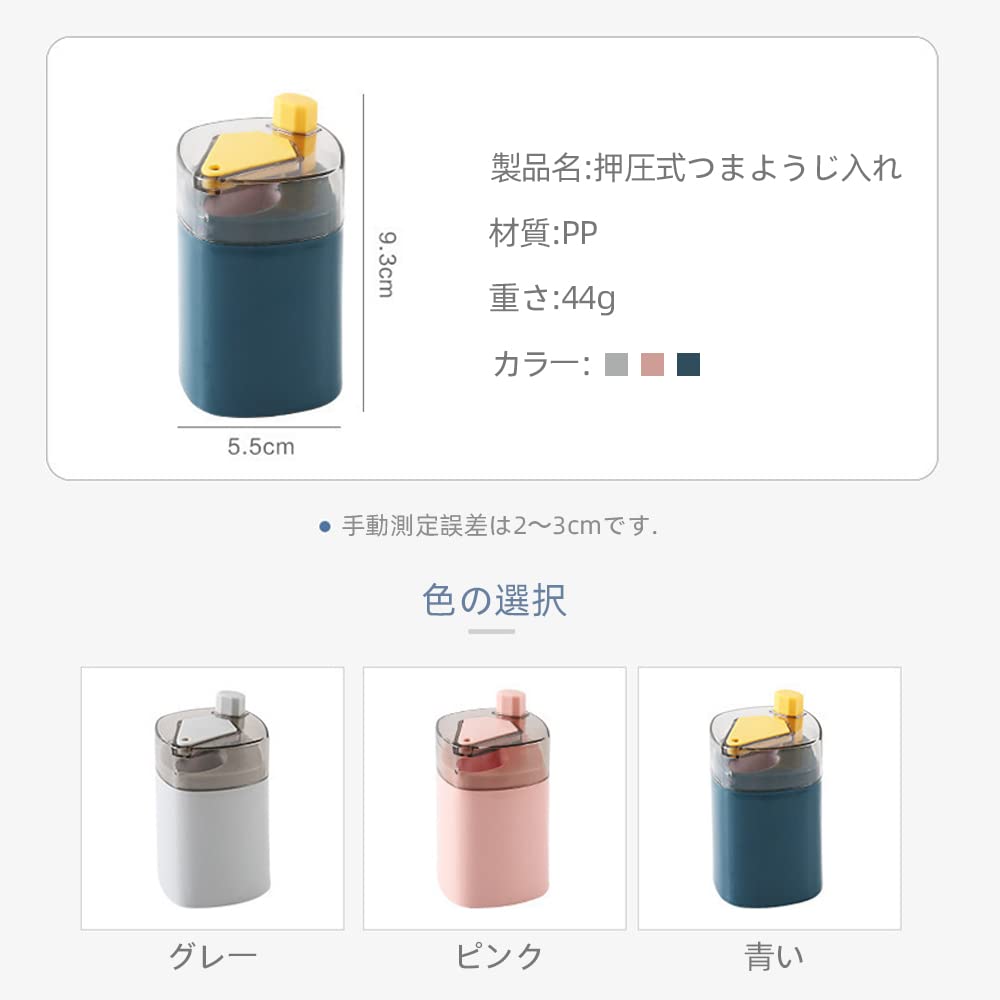 製品名:押圧式つまようじ入れ
材質:PP
重さ:44g
カラー:
9.3cm
5.5cm
手動測定誤差は2〜3cmです.
色の選択
グレー
ピンク
青い